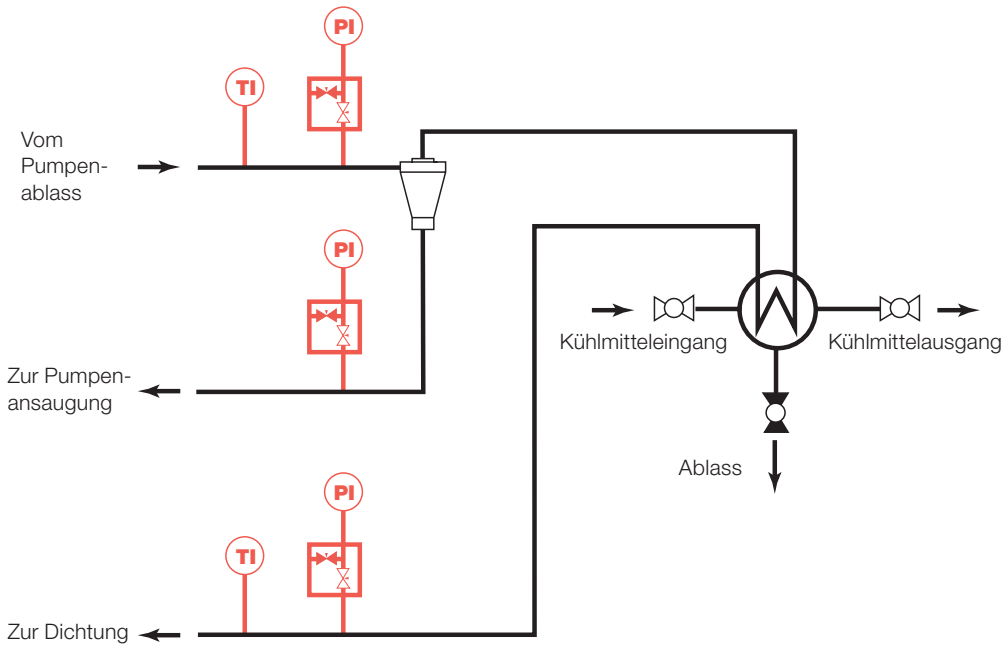 PI
TI
Vom
Pumpen-
ablass
PI
Kühlmitteleingang
Kühlmittelausgang
Zur Pumpen-
ansaugung
Ablass
PI
TI
Zur Dichtung